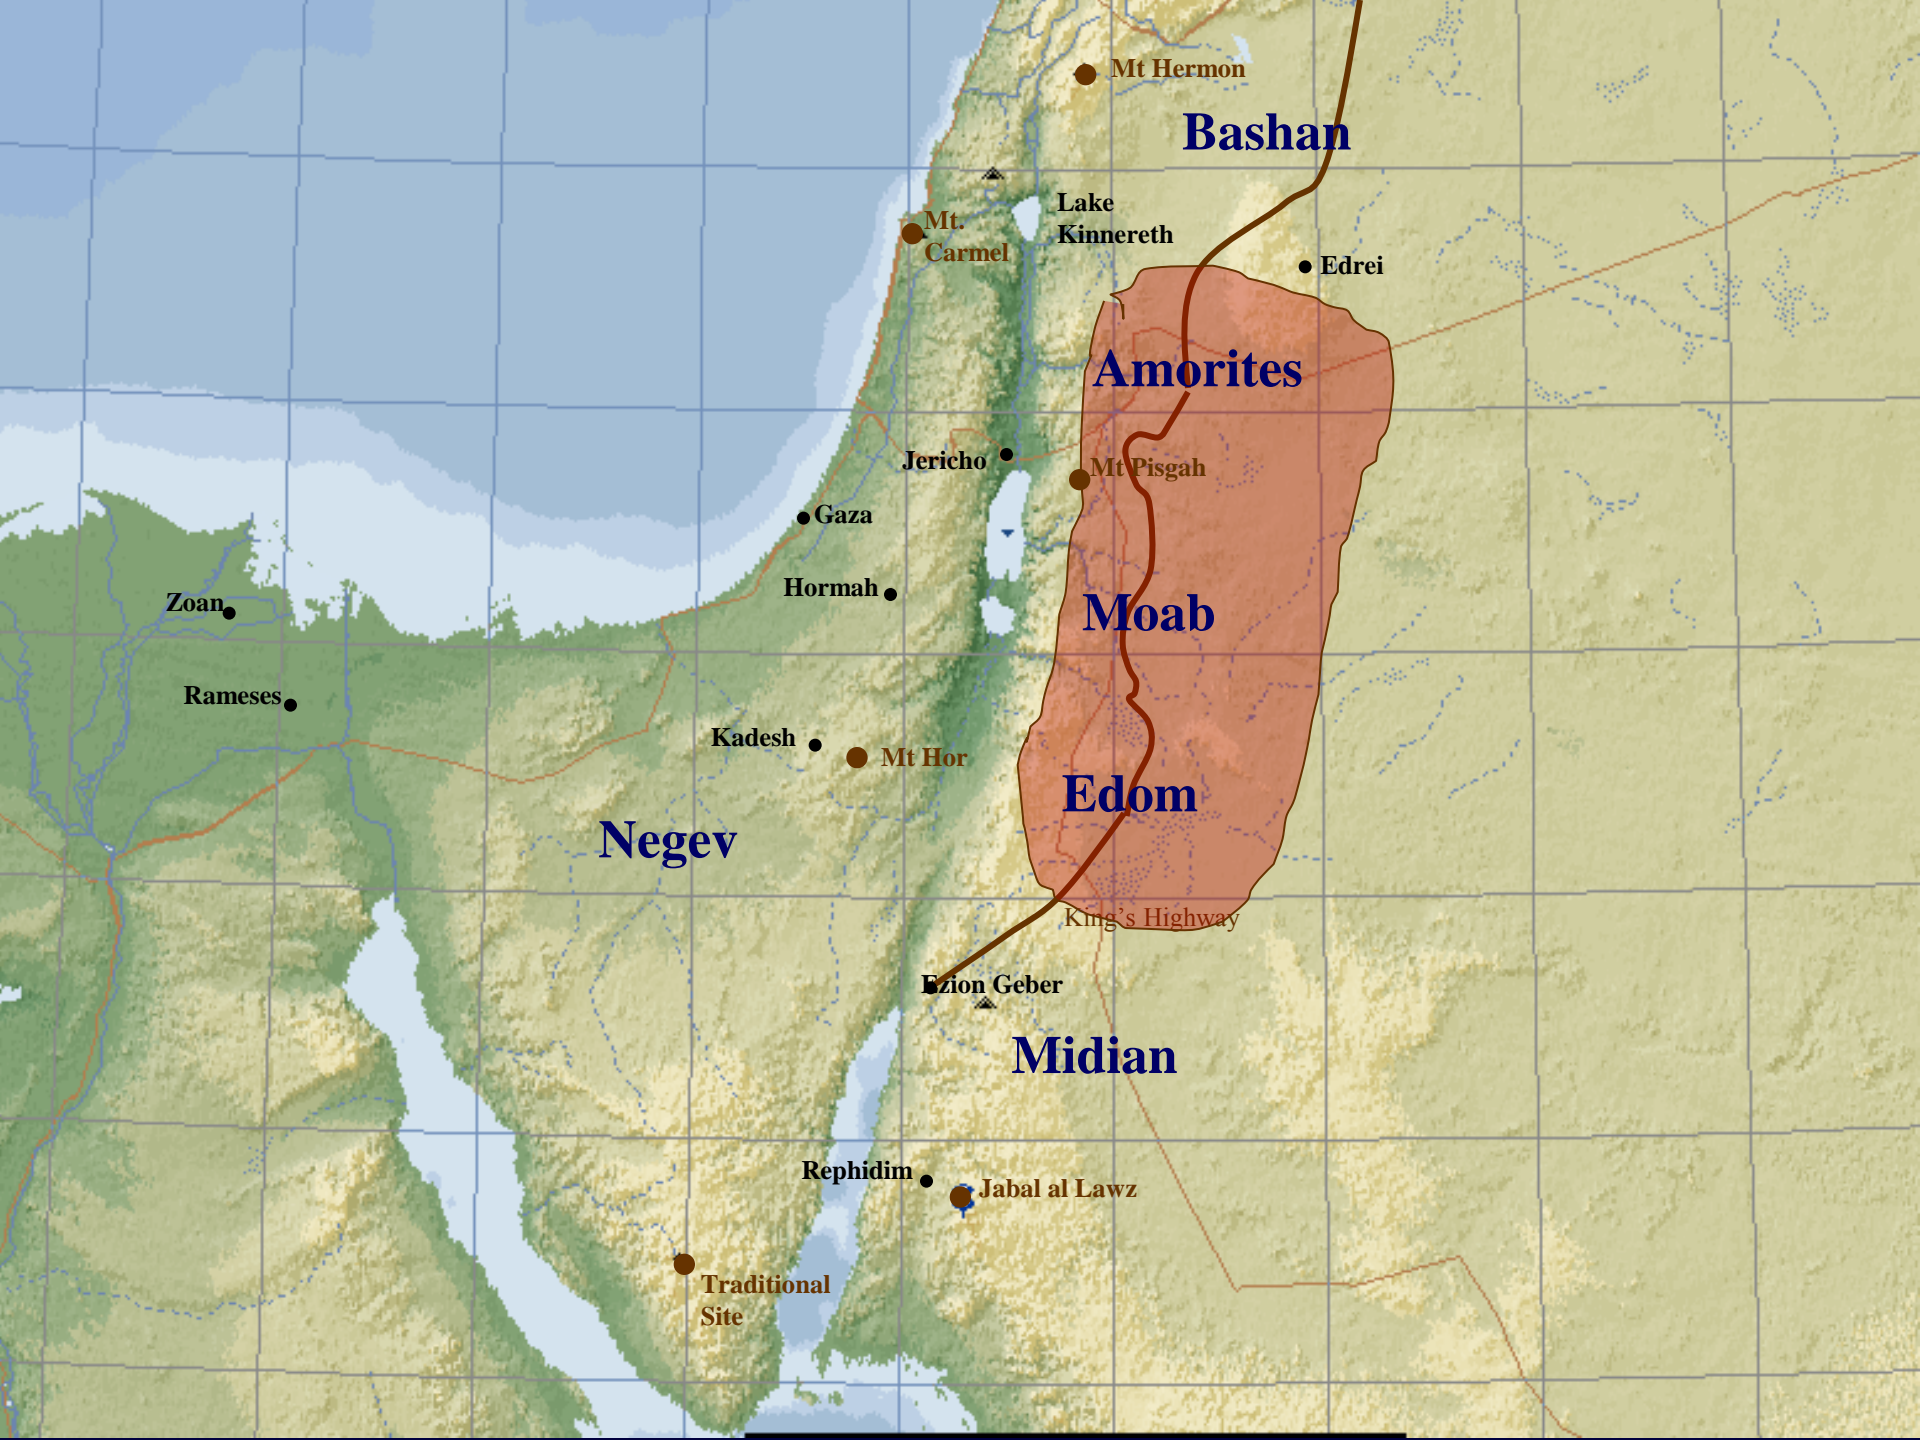 Mt Hermon
Bashan
Lake
Kinnereth
Mt.
Carmel
Edrei
Amorites
Jericho
Mt Pisgah
Gaza
Hormah
Zoan
Moab
Rameses
Kadesh
Mt Hor
Edom
Negev
King's Highway
Ezion Geber
Midian
Rephidim
Jabal al Lawz
Traditional
Site